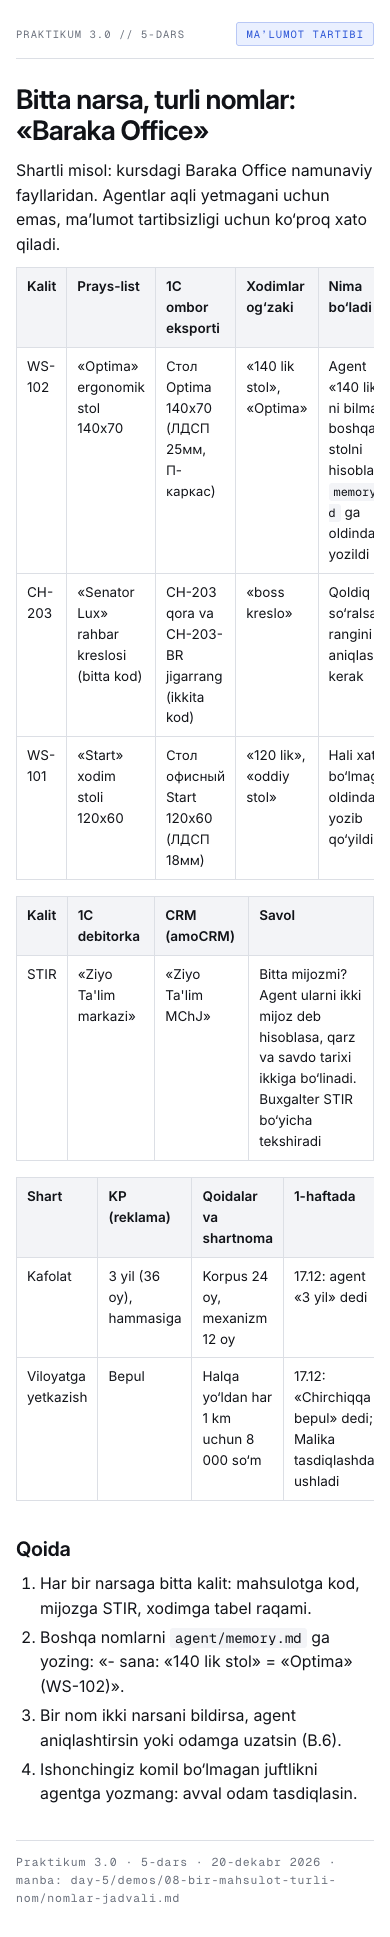 PRAKTIKUM 3.0 // 5-DARS
MAʼLUMOT TARTIBI
Bitta narsa, turli nomlar:
«Baraka Office»
Shartli misol: kursdagi Baraka Office namunaviy
fayllaridan. Agentlar aqli yetmagani uchun
emas, maʼlumot tartibsizligi uchun koʻproq xato
qiladi.
Kalit
Prays-list
1C
ombor
eksporti
Xodimlar
ogʻzaki
Nima
boʻladi
WS-
102
«Optima»
ergonomik
stol
140x70
Стол
Optima
140x70
(ЛДСП
25мм,
П-
каркас)
«140 lik
stol»,
«Optima»
Agent
«140 lik
ni
boshqa
stolni
memory
d ga
yozildi
CH-
203
«Senator
Lux»
rahbar
kreslosi
(bitta kod)
CH-203
qora va
CH-203-
BR
jigarrang
(ikkita
kod)
«boss
kreslo»
Qoldiq
rangini
kerak
WS-
101
«Start»
xodim
stoli
120x60
Стол
офисный
Start
120x60
(ЛДСП
18мм)
«120 lik»,
«oddiy
stol»
Hali
yozib
Kalit
1C
debitorka
CRM
(amoCRM)
Savol
STIR
«Ziyo
Ta'lim
markazi»
«Ziyo
Ta'lim
MChJ»
Bitta mijozmi?
Agent ularni ikki
mijoz deb
hisoblasa, qarz
va savdo tarixi
ikkiga boʻlinadi.
Buxgalter STIR
boʻyicha
tekshiradi
Shart
KP
(reklama)
Qoidalar
va
shartnoma
1-haftada
Kafolat
3 yil (36
oy),
hammasiga
Korpus 24
oy,
mexanizm
12 oy
17.12: agent
«3 yil» dedi
Viloyatga
yetkazish
Bepul
Halqa
yoʻldan har
1 km
uchun 8
000 soʻm
17.12:
«Chirchiqqa
bepul» dedi;
Malika
tasdiqlashda
ushladi
Qoida
1. Har bir narsaga bitta kalit: mahsulotga kod,
mijozga STIR, xodimga tabel raqami.
2. Boshqa nomlarni agent/memory.md ga
yozing: «- sana: «140 lik stol» = «Optima»
(WS-102)».
3. Bir nom ikki narsani bildirsa, agent
aniqlashtirsin yoki odamga uzatsin (B.6).
4. Ishonchingiz komil boʻlmagan juftlikni
agentga yozmang: avval odam tasdiqlasin.
Praktikum 3.0 · 5-dars · 20-dekabr 2026 ·
manba: day-5/demos/08-bir-mahsulot-turli-
nom/nomlar-jadvali.md